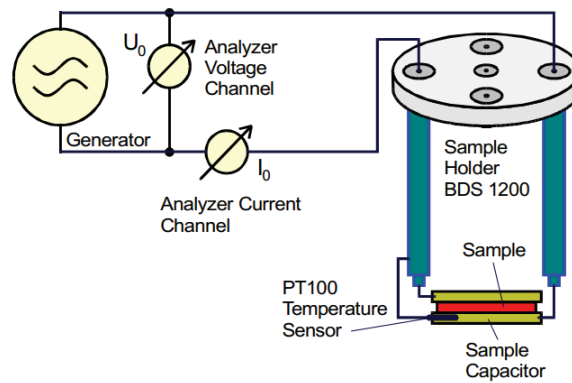 U0
Analyzer
Voltage
Channel
Generator
I0
Analyzer Current
Channel
Sample
Holder
BDS 1200
Sample
PT100
Temperature
Sensor
Sample
Capacitor